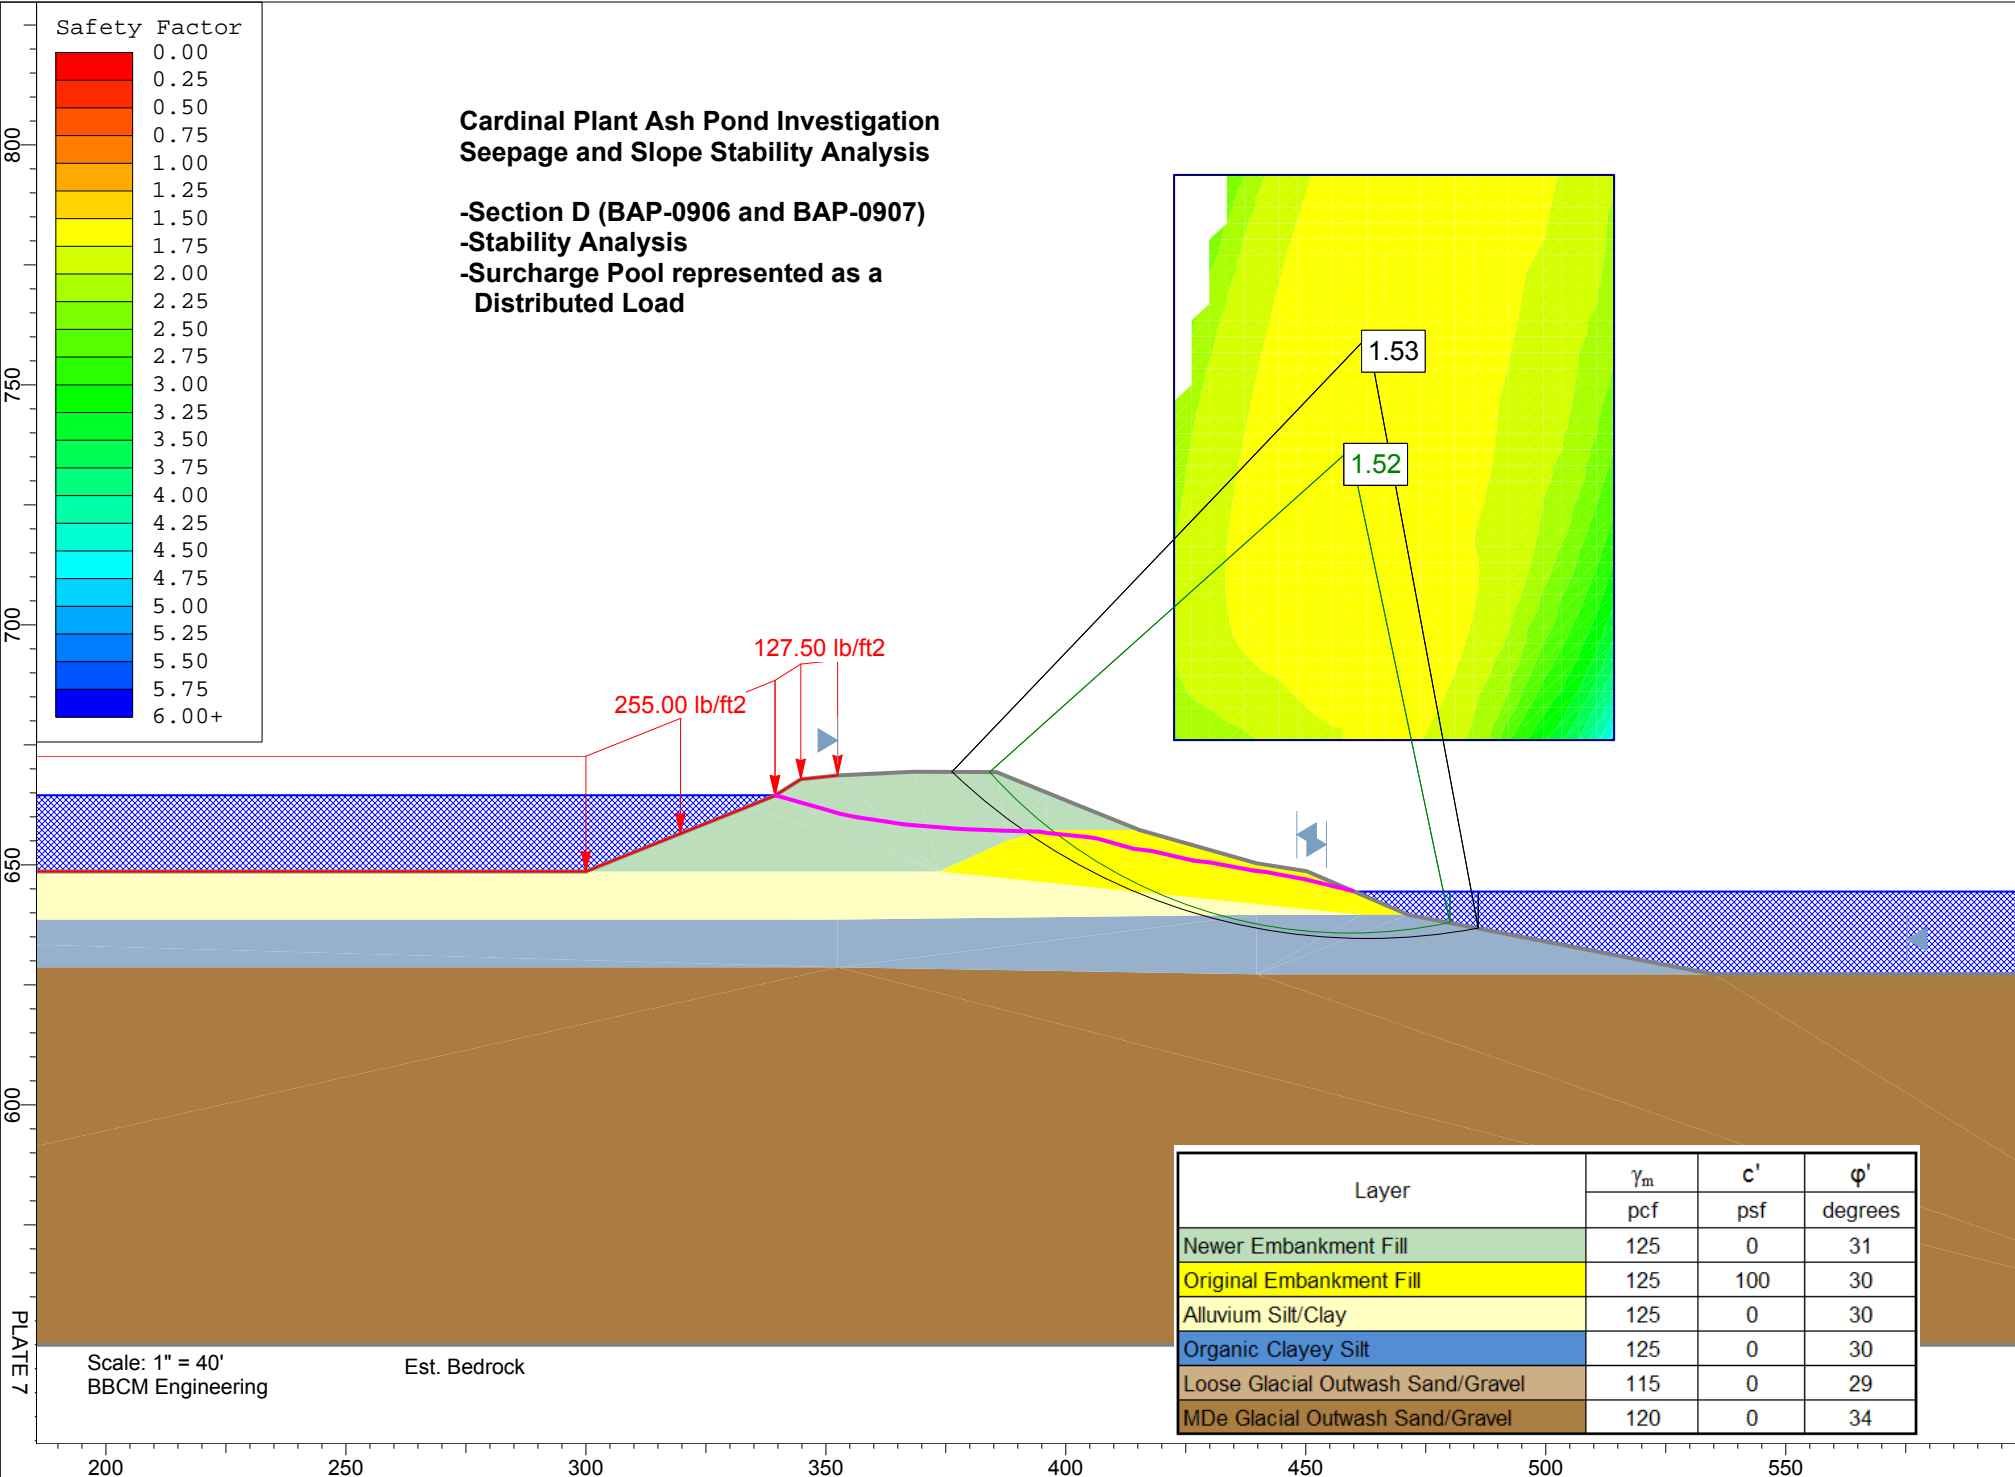 Safety Factor
0.00
0.25
0.50
0.75
1.00
1.25
1.50
1.75
2.00
2.25
2.50
2.75
3.00
3.25
3.50
3.75
4.00
4.25
4.50
4.75
5.00
5.25
5.50
5.75
6.00+
Cardinal Plant Ash Pond Investigation
Seepage and Slope Stability Analysis
-Section D (BAP-0906 and BAP-0907)
-Stability Analysis
-Surcharge Pool represented as a
Distributed Load
1.53
1.52
127.50 lb/ft2
255.00 lb/ft2
800
750
700
650
600
Layer γm c' φ'
pcf psf degrees
Newer Embankment Fill 125 0 31
Original Embankment Fill 125 100 30
Alluvium Silt/Clay 125 0 30
Organic Clayey Silt 125 0 30
Loose Glacial Outwash Sand/Gravel 115 0 29
MDe Glacial Outwash Sand/Gravel 120 0 34
PLATE 7
Scale: 1" = 40'
BBCM Engineering
Est. Bedrock
200 250 300 350 400 450 500 550